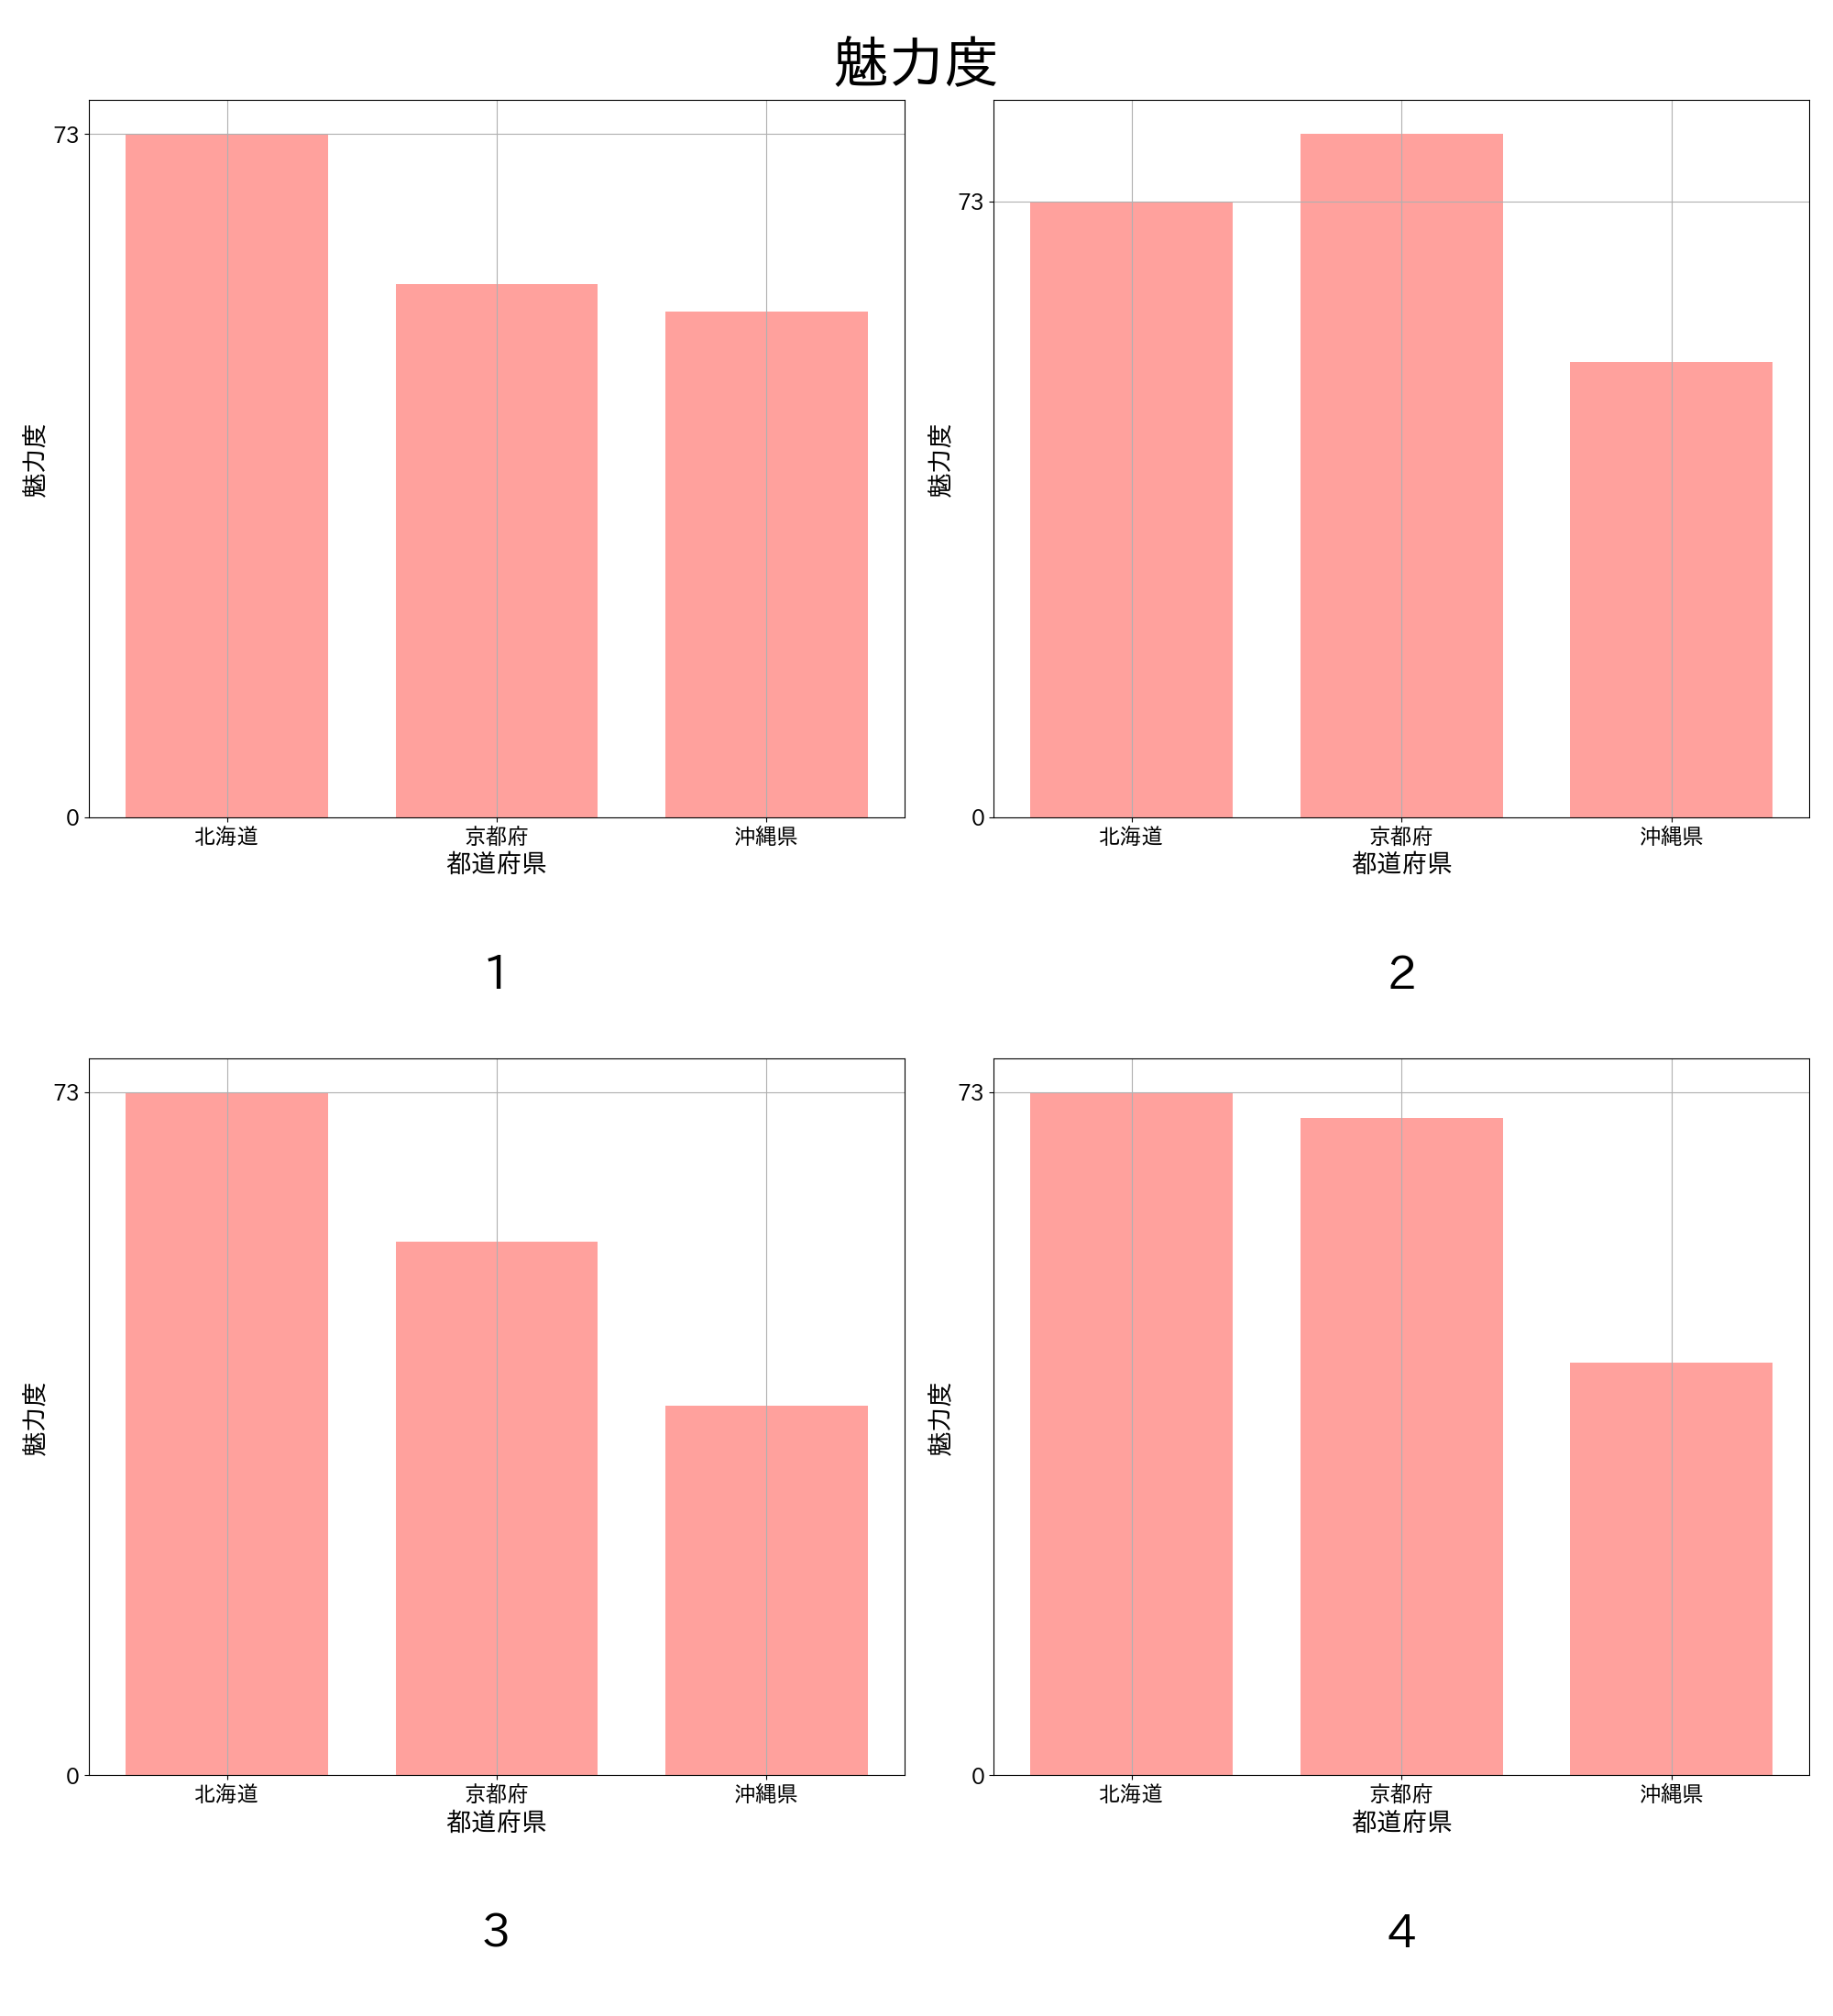 魅力度
73
0
魅力度
北海道 京都府 沖縄県
都道府県
1
73
0
魅力度
北海道 京都府 沖縄県
都道府県
2
73
0
魅力度
北海道 京都府 沖縄県
都道府県
3
73
0
魅力度
北海道 京都府 沖縄県
都道府県
4